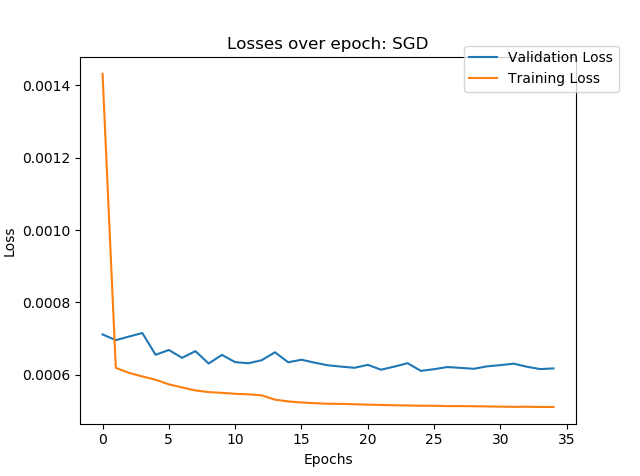 Losses over epoch: SGD
Validation Loss
Training Loss
0.0014
0.0012
0.0010
0.0008
0.0006
Loss
0 5 10 15 20 25 30 35
Epochs